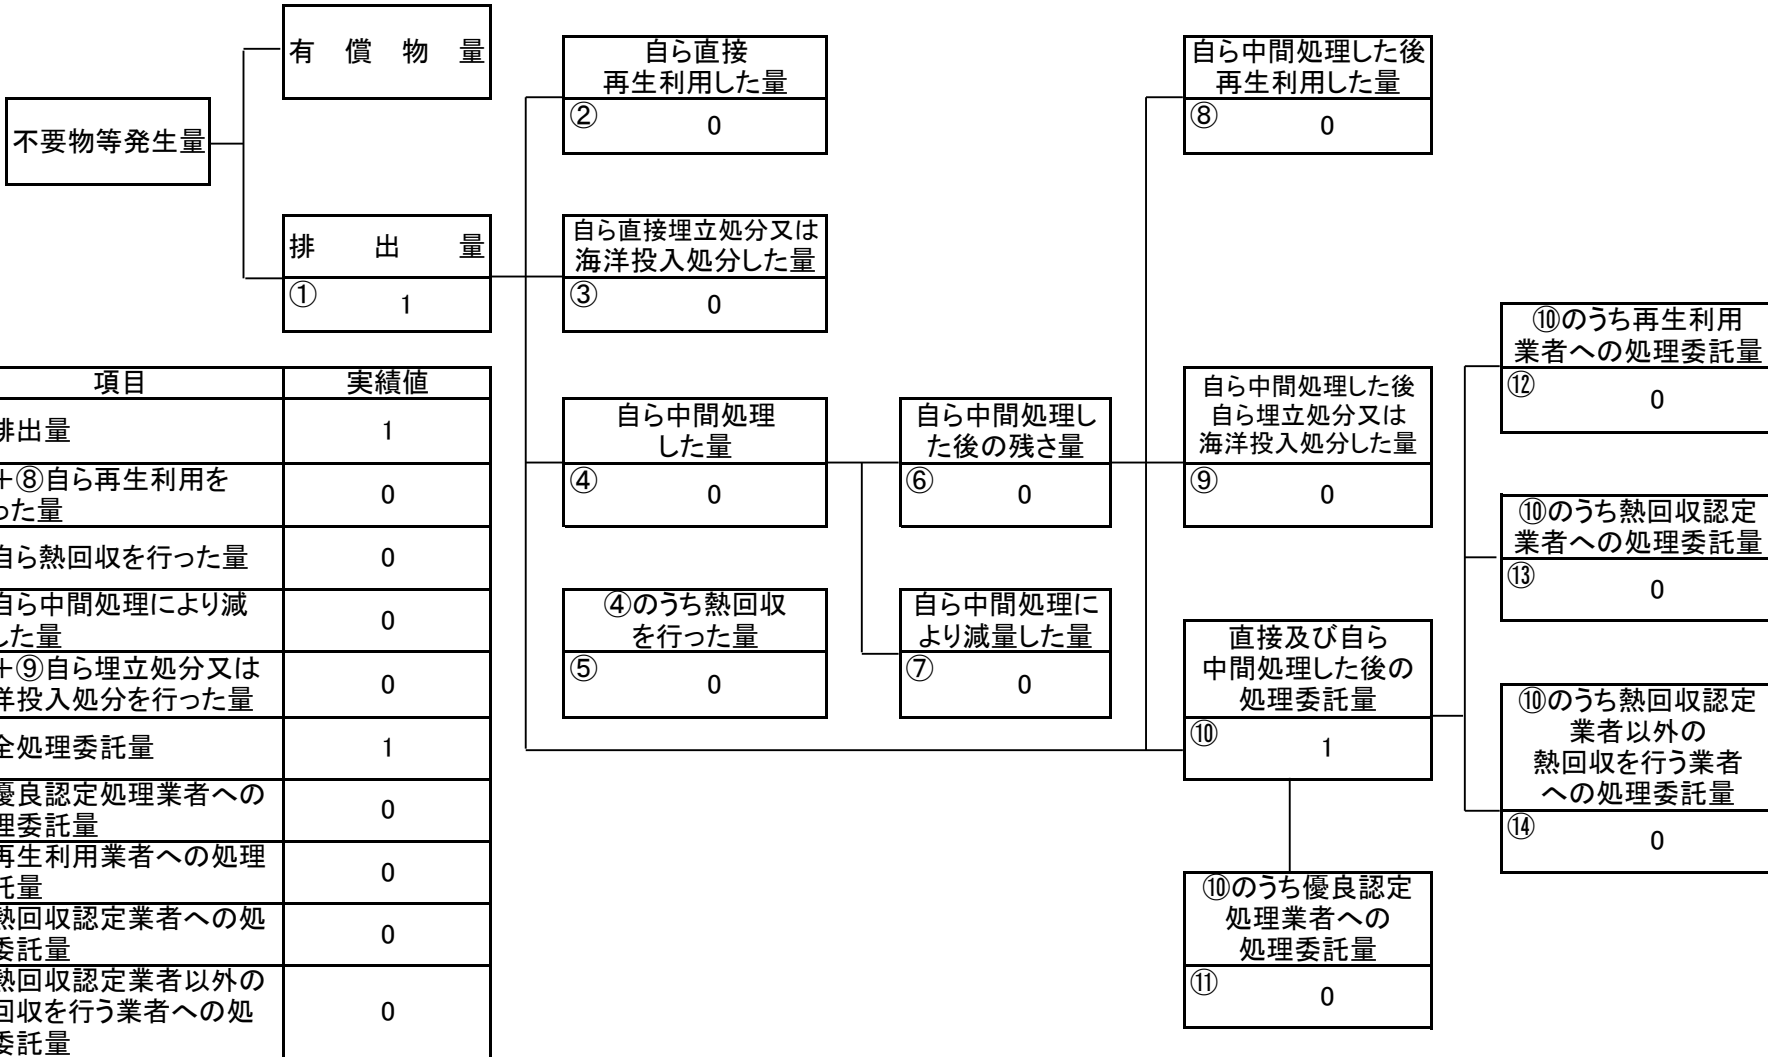 有償物量
不要物等発生量
排出量
① 1
自ら直接
再生利用した量
② 0
自ら直接埋立処分又は
海洋投入処分した量
③ 0
自ら中間処理
した量
④ 0
④のうち熱回収
を行った量
⑤ 0
自ら中間処理し
た後の残さ量
⑥ 0
自ら中間処理に
より減量した量
⑦ 0
自ら中間処理した後
再生利用した量
⑧ 0
自ら中間処理した後
自ら埋立処分又は
海洋投入処分した量
⑨ 0
直接及び自ら
中間処理した後の
処理委託量
⑩ 1
⑩のうち優良認定
処理業者への
処理委託量
⑪ 0
⑩のうち再生利用
業者への処理委託量
⑫ 0
⑩のうち熱回収認定
業者への処理委託量
⑬ 0
⑩のうち熱回収認定
業者以外の
熱回収を行う業者
への処理委託量
⑭ 0
項目 実績値
排出量 1
+⑧自ら再生利用を
った量 0
自ら熱回収を行った量 0
自ら中間処理により減
した量 0
+⑨自ら埋立処分又は
洋投入処分を行った量 0
全処理委託量 1
優良認定処理業者への
理委託量 0
再生利用業者への処理
託量 0
熱回収認定業者への処
委託量 0
熱回収認定業者以外の
回収を行う業者への処
委託量 0